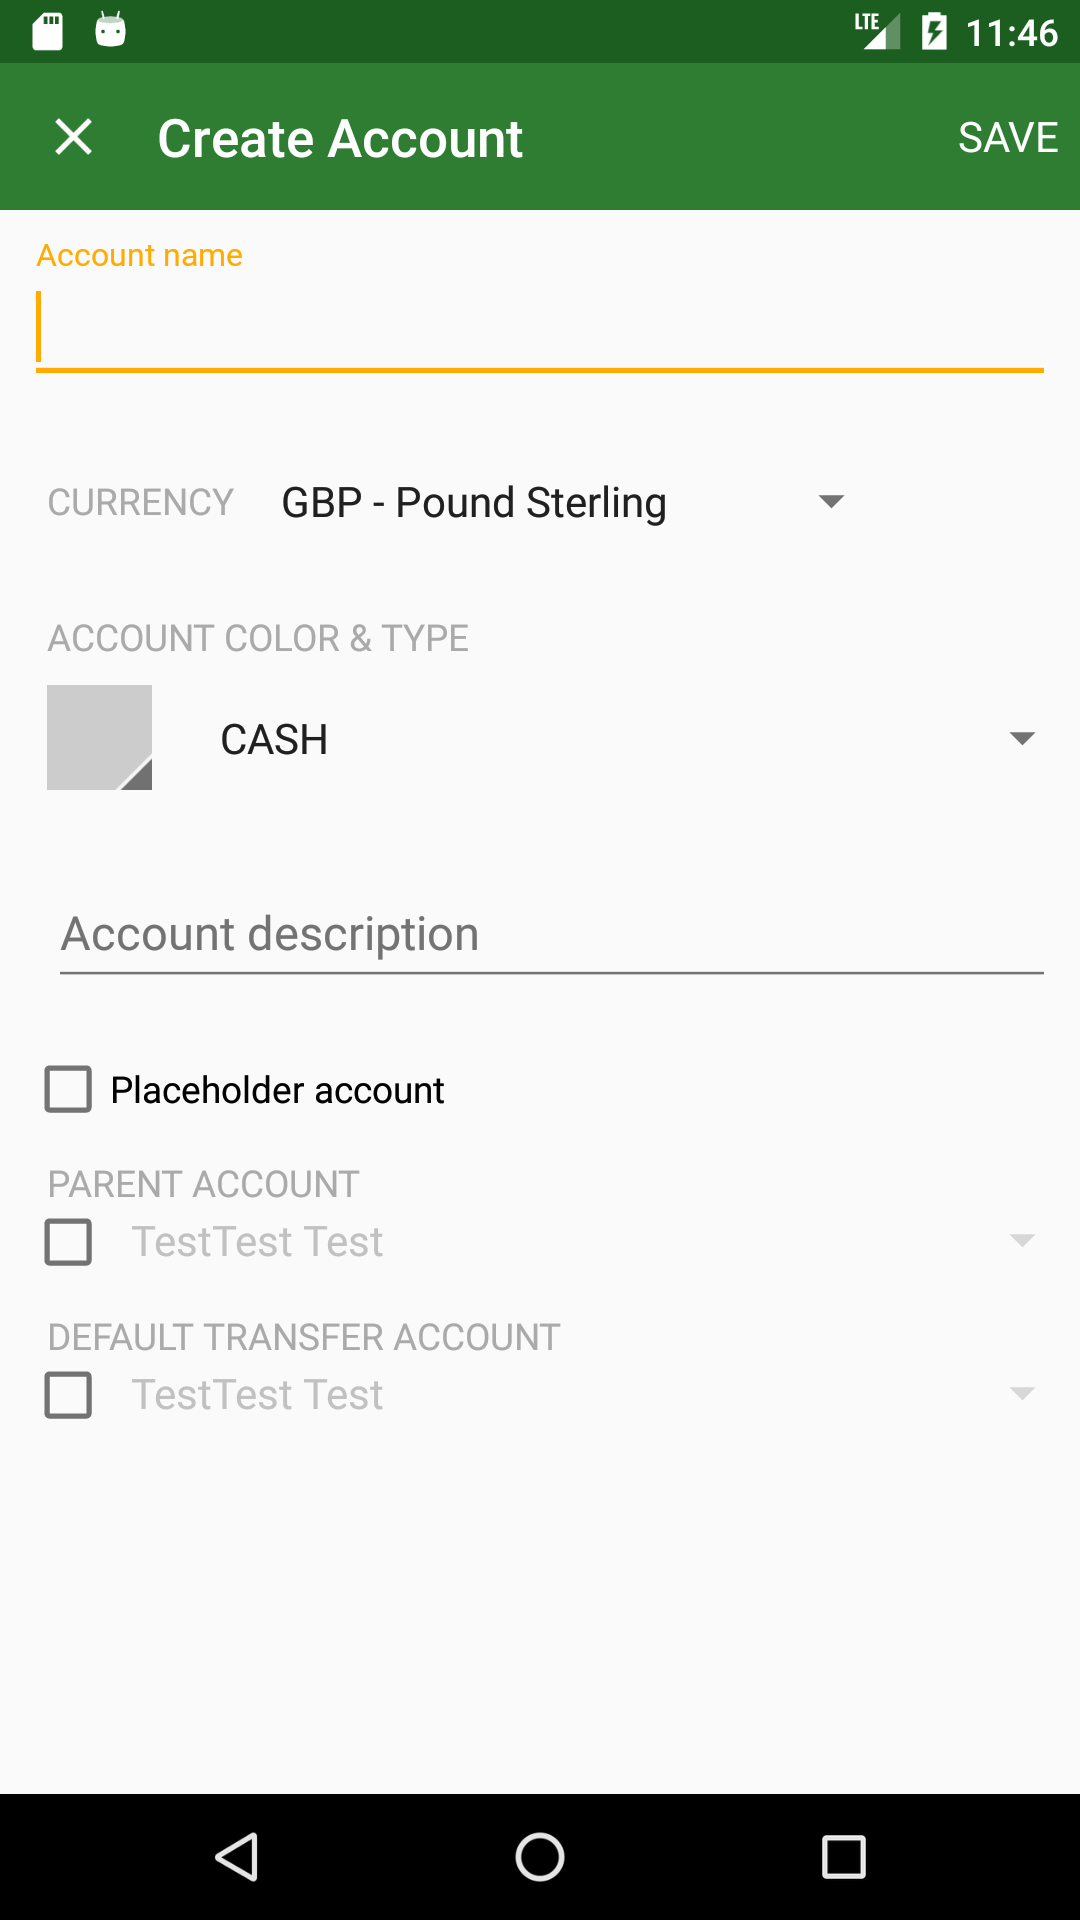 LTE 11:46
Create Account SAVE
Account name
CURRENCY GBP - Pound Sterling
ACCOUNT COLOR & TYPE
CASH
Account description
Placeholder account
PARENT ACCOUNT
TestTest Test
DEFAULT TRANSFER ACCOUNT
TestTest Test